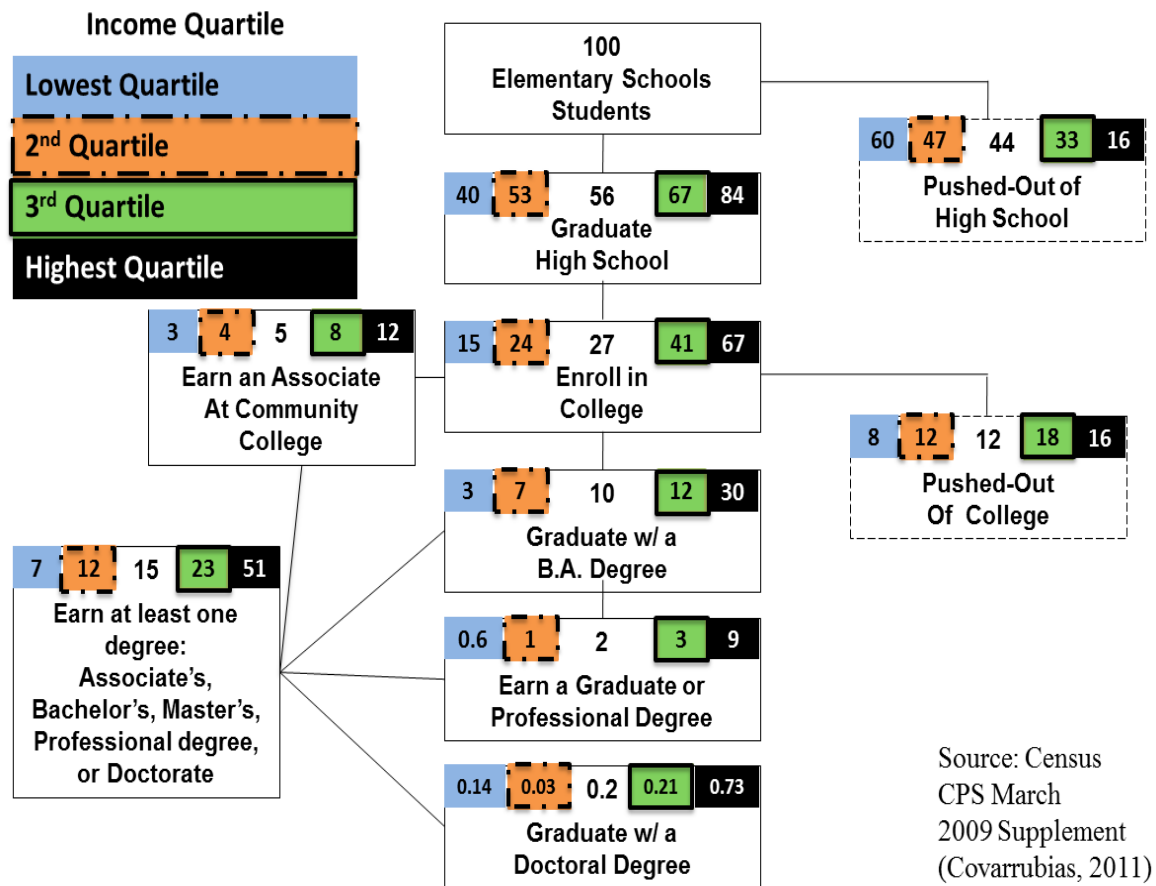 Income Quartile
Lowest Quartile
2nd Quartile
3rd Quartile
Highest Quartile
100
Elementary Schools
Students
60 47 44 33 16
Pushed-Out of
High School
40 53 56 67 84
Graduate
High School
3 4 5 8 12
Earn an Associate
At Community
College
15 24 27 41 67
Enroll in
College
8 12 12 18 16
Pushed-Out
Of College
3 7 10 12 30
Graduate w/ a
B.A. Degree
7 12 15 23 51
Earn at least one
degree:
Associate’s,
Bachelor’s, Master’s,
Professional degree,
or Doctorate
0.6 1 2 3 9
Earn a Graduate or
Professional Degree
0.14 0.03 0.2 0.21 0.73
Graduate w/ a
Doctoral Degree
Source: Census
CPS March
2009 Supplement
(Covarrubias, 2011)